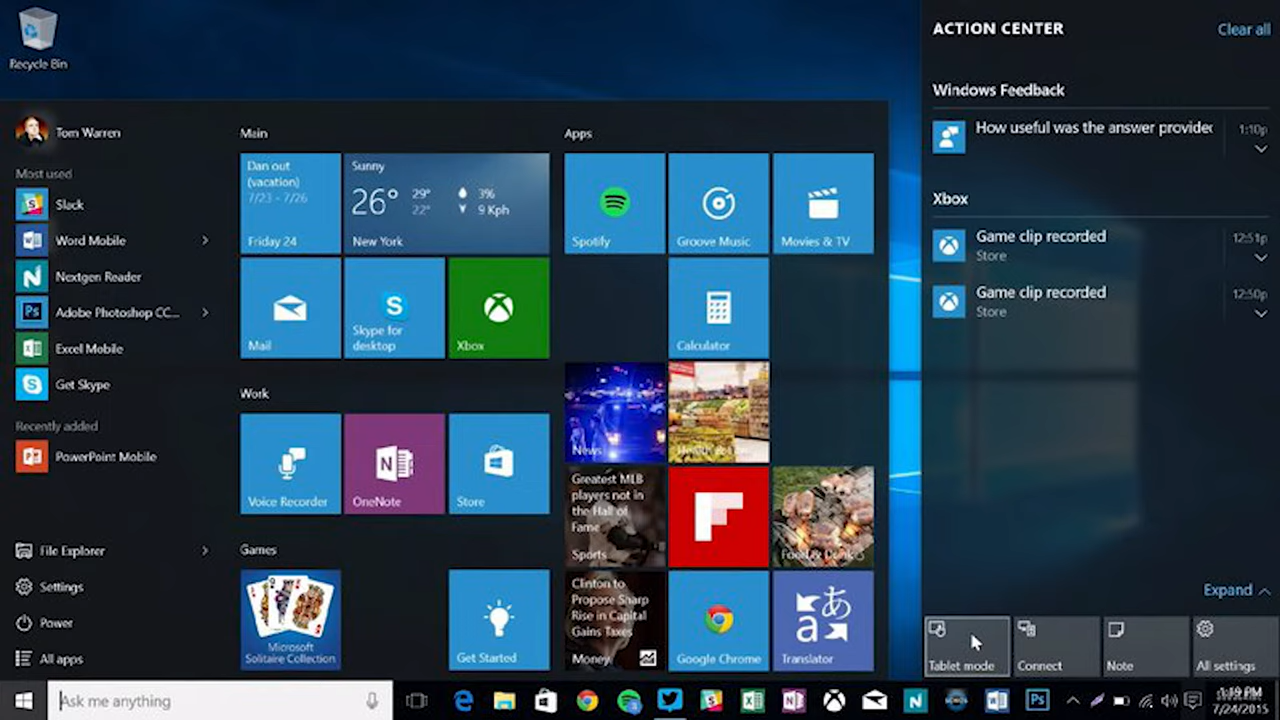 Recycle Bin
Tom Warren
Most used
Slack
Word Mobile
Nextgen Reader
Adobe Photoshop CC...
Excel Mobile
Get Skype
Recently added
PowerPoint Mobile
File Explorer
Settings
Power
All apps
Main
Dan out
(vacation)
7/23 - 7/26
Friday 24
Sunny
26° 29° 3%
22° 9 Kph
New York
Mail
Skype for
desktop
Xbox
Work
Voice Recorder
OneNote
Store
Games
Microsoft
Solitaire Collection
Get Started
Apps
Spotify
Groove Music
Movies & TV
Calculator
News
Greatest MLB
players not in
the Hall of
Fame
Sports
Food & Drink
Clinton to
Propose Sharp
Rise in Capital
Gains Taxes
Money
Google Chrome
Translator
ACTION CENTER
Clear all
Windows Feedback
How useful was the answer provided
1:10p
Xbox
Game clip recorded
Store
12:51p
Game clip recorded
Store
12:50p
Expand
Tablet mode
Connect
Note
All settings
Ask me anything
1:19 PM
7/24/2015